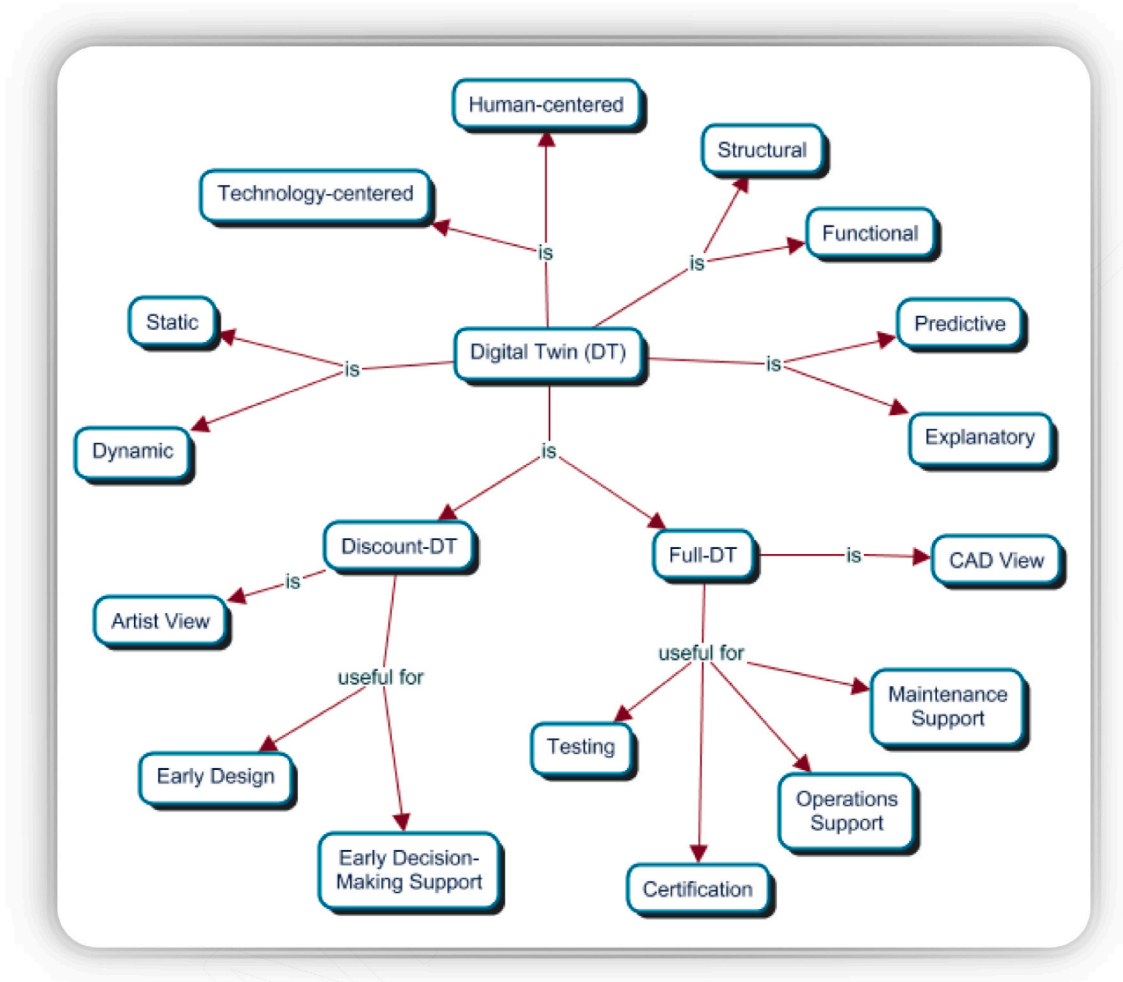 Human-centered
Structural
Technology-centered
Functional
is
is
Static
Predictive
Digital Twin (DT)
is
is
Dynamic
Explanatory
is
Discount-DT
Full-DT
is
CAD View
is
Artist View
useful for
useful for
Maintenance
Support
Testing
Early Design
Operations
Support
Early Decision-
Making Support
Certification